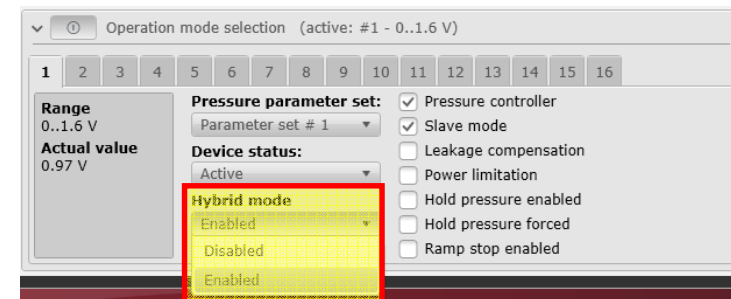 Operation mode selection (active: #1 - 0..1.6 V)
1 2 3 4 5 6 7 8 9 10 11 12 13 14 15 16
Range
0..1.6 V
Actual value
0.97 V
Pressure parameter set:
Parameter set # 1
Device status:
Active
Hybrid mode
Enabled
Disabled
Enabled
Pressure controller
Slave mode
Leakage compensation
Power limitation
Hold pressure enabled
Hold pressure forced
Ramp stop enabled